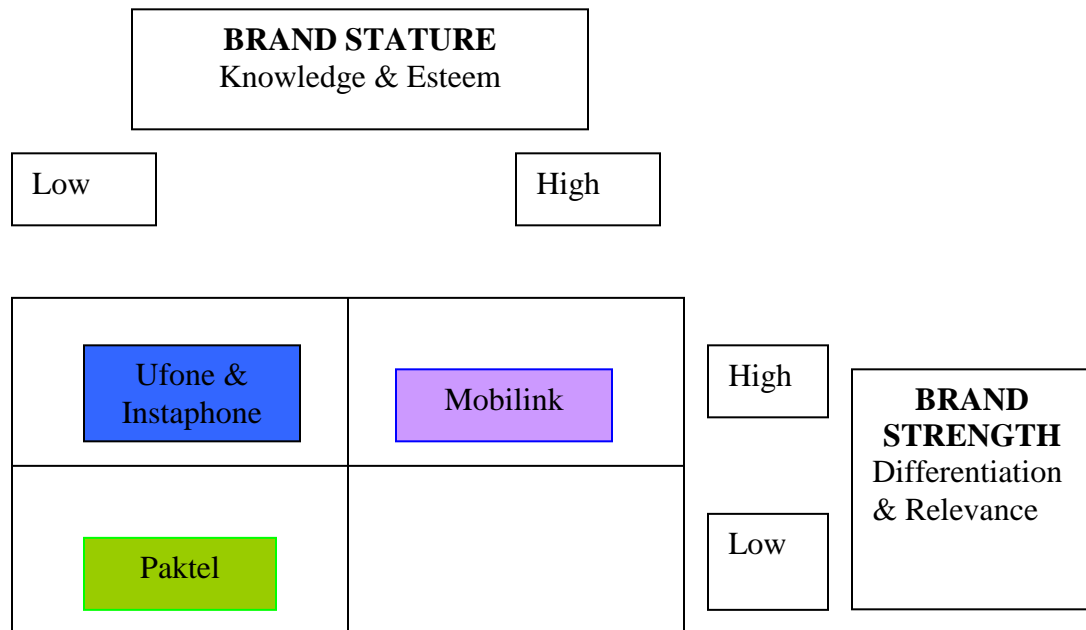 BRAND STATURE
Knowledge & Esteem
Low
High
Ufone &
Instaphone
Mobilink
High
BRAND
STRENGTH
Differentiation
& Relevance
Paktel
Low